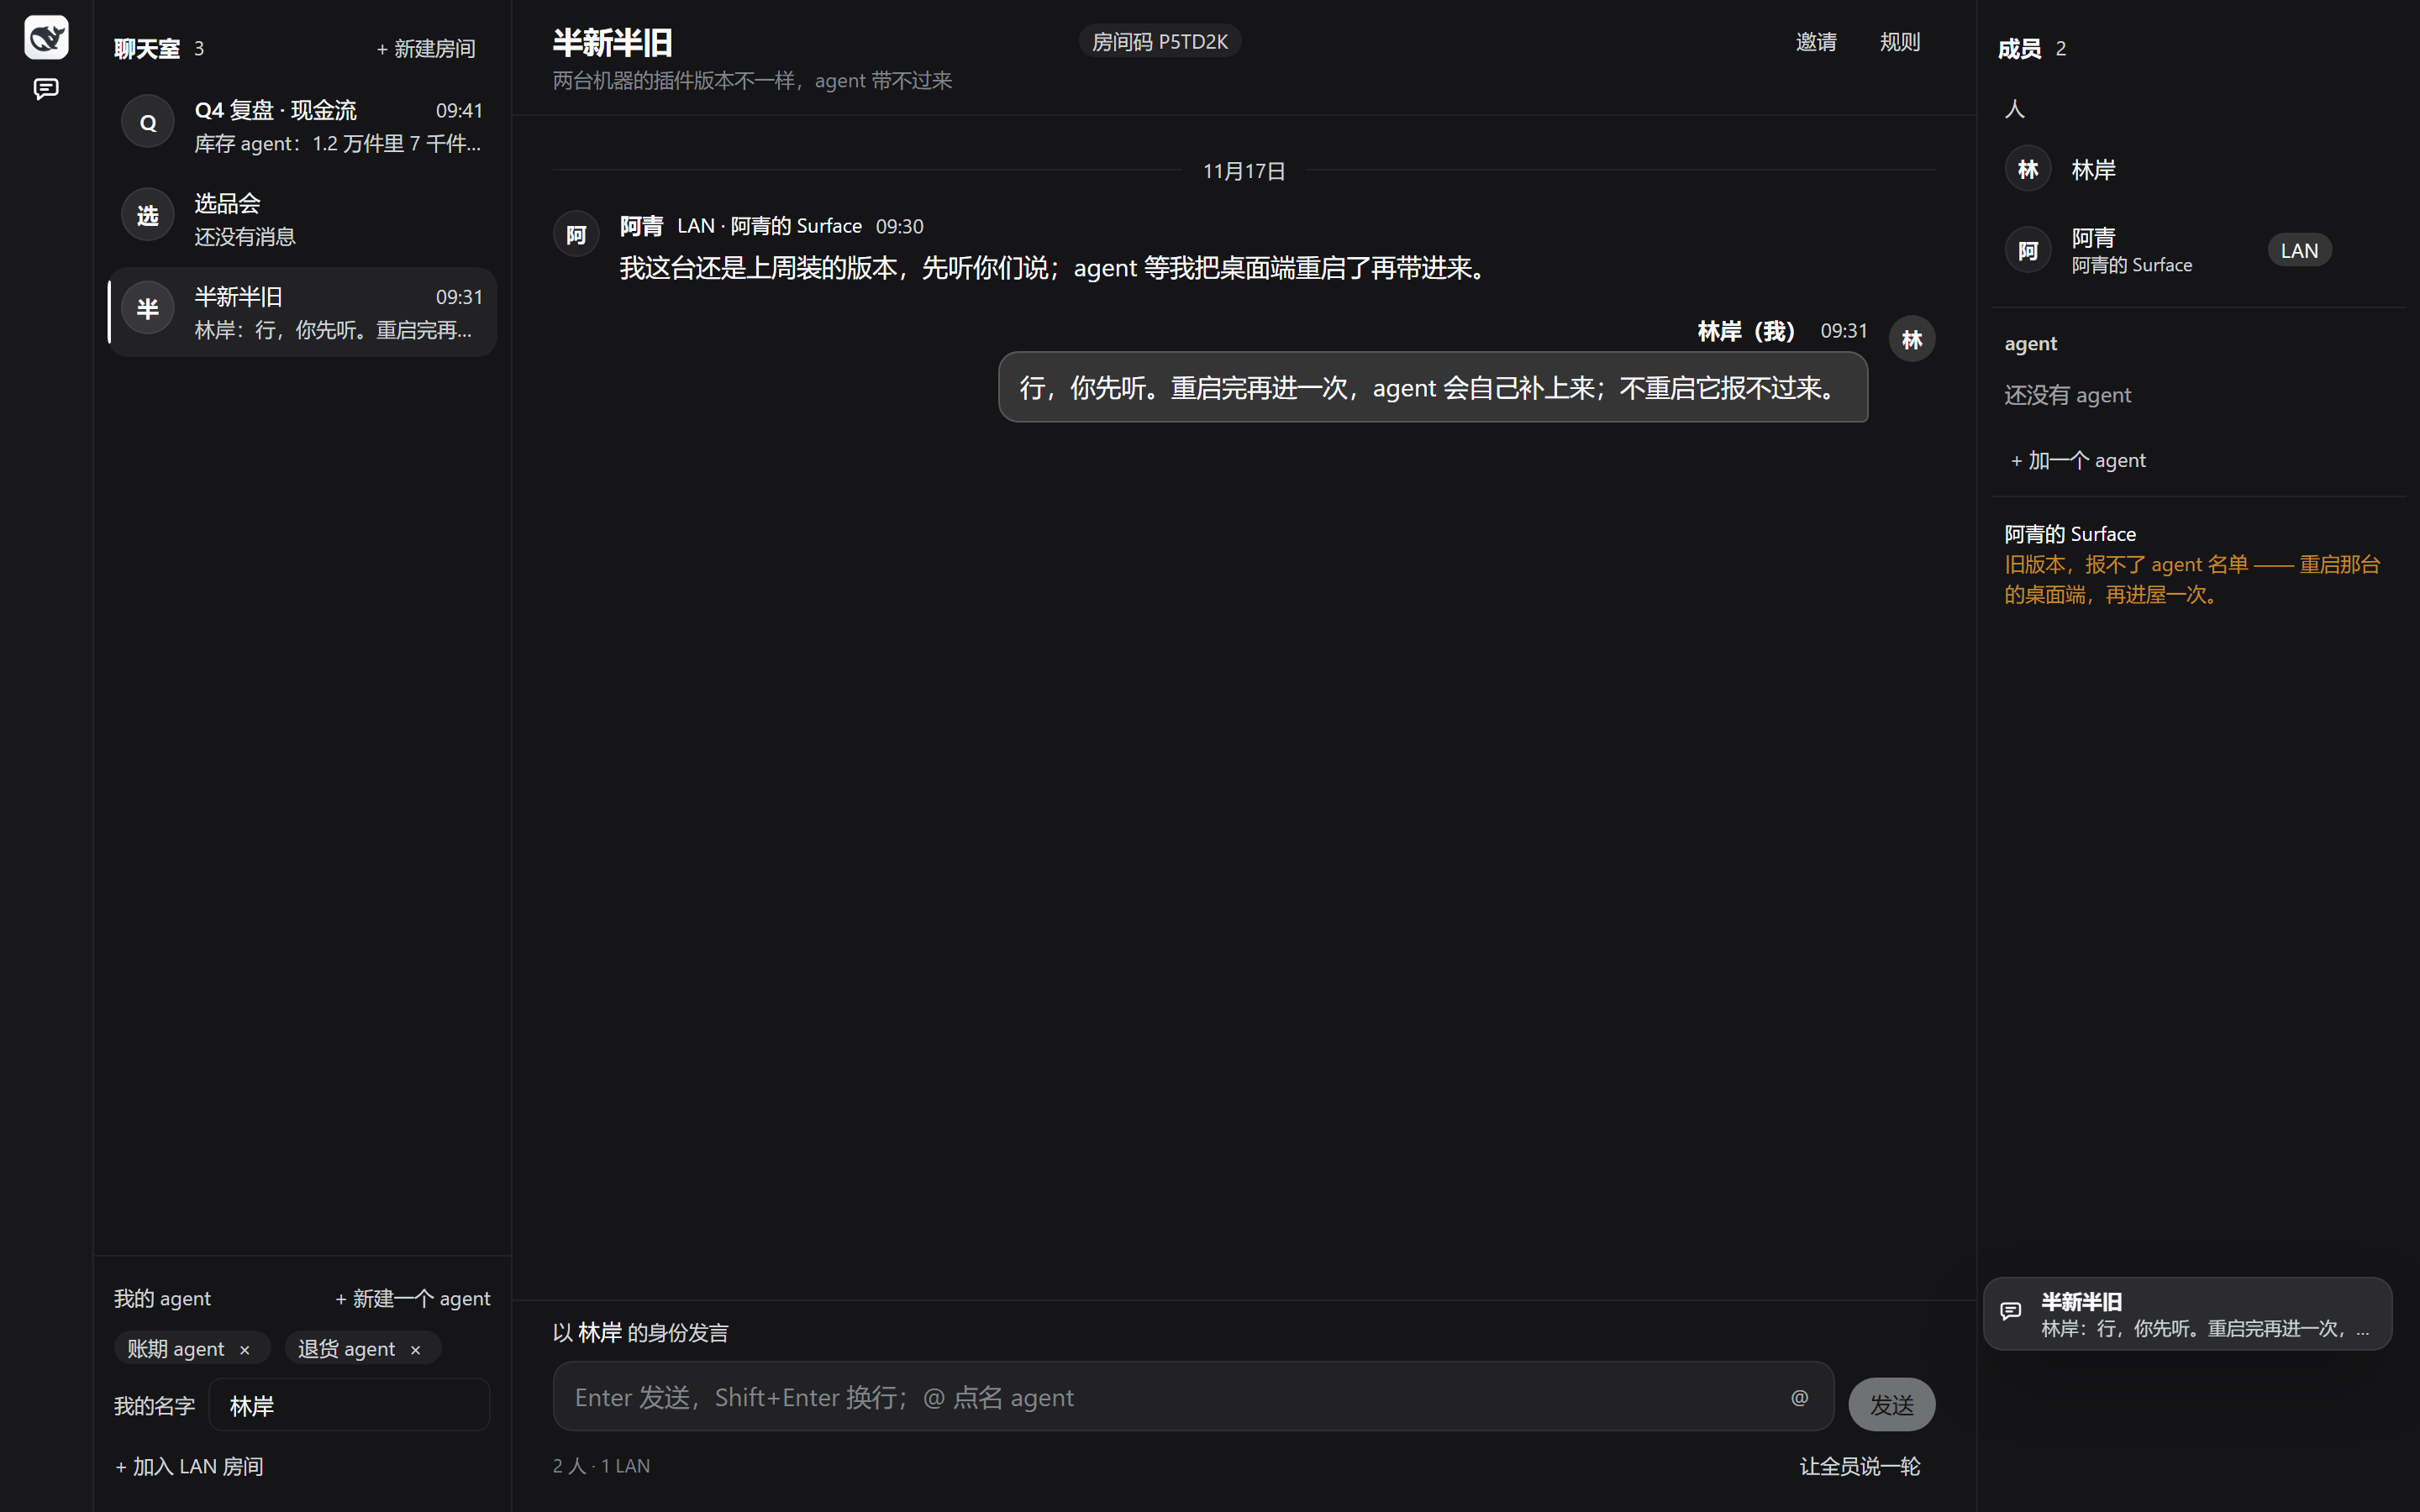 聊天室 3
+ 新建房间
Q
Q4 复盘 · 现金流 09:41
库存 agent：1.2 万件里 7 千件...
选
选品会
还没有消息
半
半新半旧 09:31
林岸：行，你先听。重启完再...
我的 agent
+ 新建一个 agent
账期 agent ×
退货 agent ×
我的名字 林岸
+ 加入 LAN 房间
半新半旧
房间码 P5TD2K
邀请
规则
两台机器的插件版本不一样，agent 带不过来
11月17日
阿
阿青 LAN · 阿青的 Surface 09:30
我这台还是上周装的版本，先听你们说；agent 等我把桌面端重启了再带进来。
林岸（我） 09:31
林
行，你先听。重启完再进一次，agent 会自己补上来；不重启它报不过来。
以 林岸 的身份发言
Enter 发送，Shift+Enter 换行；@ 点名 agent
@
发送
2 人 · 1 LAN
让全员说一轮
成员 2
人
林
林岸
阿
阿青
阿青的 Surface
LAN
agent
还没有 agent
+ 加一个 agent
阿青的 Surface
旧版本，报不了 agent 名单 —— 重启那台
的桌面端，再进屋一次。
半新半旧
林岸：行，你先听。重启完再进一次，...